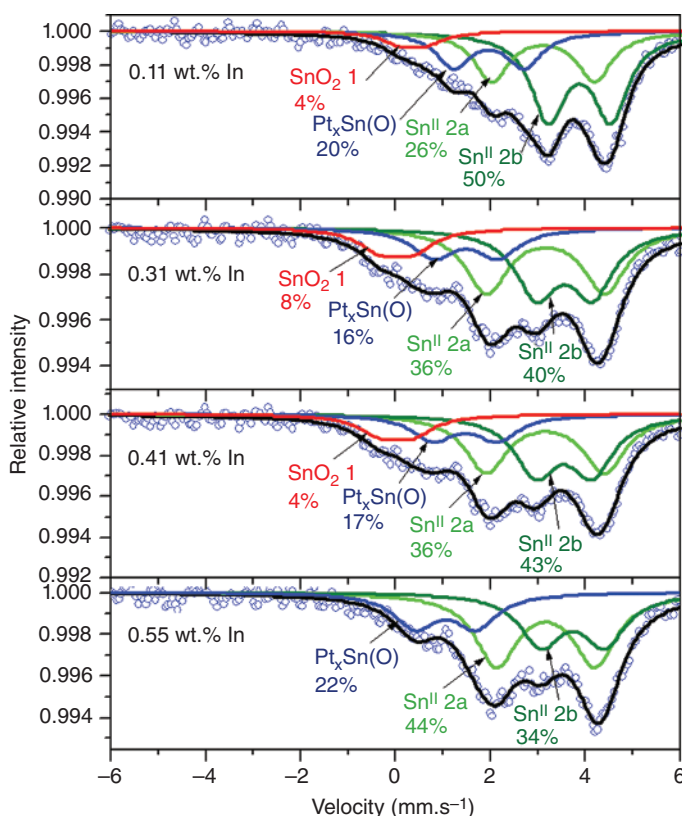 1.000
0.998
0.996
0.994
0.992
0.990
0.11 wt.% In
SnO₂ 1
4%
PtₓSn(O)
20%
Snᴵᴵ 2a
26%
Snᴵᴵ 2b
50%
1.000
0.998
0.996
0.994
0.31 wt.% In
SnO₂ 1
8%
PtₓSn(O)
16%
Snᴵᴵ 2a
36%
Snᴵᴵ 2b
40%
1.000
0.998
0.996
0.994
0.992
0.41 wt.% In
SnO₂ 1
4%
PtₓSn(O)
17%
Snᴵᴵ 2a
36%
Snᴵᴵ 2b
43%
1.000
0.998
0.996
0.994
0.55 wt.% In
PtₓSn(O)
22%
Snᴵᴵ 2a
44%
Snᴵᴵ 2b
34%
Relative intensity
−6 −4 −2 0 2 4 6
Velocity (mm.s⁻¹)